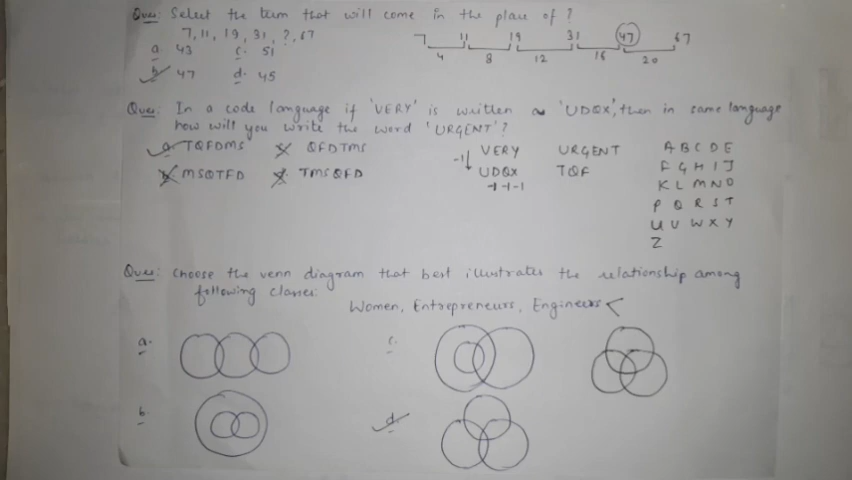 Ques: Select the term that will come in the place of ?
7, 11, 19, 31, ?, 67
a 43 c. 51
b 47 d. 45
7 11 19 31 47 67
4 8 12 16 20
Ques: In a code language if 'VERY' is written as 'UDQX', then in same language
how will you write the word 'URGENT'?
a TQFDMS c QFDTMS
b MSQTFD d. TMSQFD
-1 VERY URGENT
UDQX TQF
-1-1-1
A B C D E
F G H I J
K L M N O
P Q R S T
U V W X Y
Z
Ques: Choose the venn diagram that best illustrates the relationship among
following classes:
Women, Entrepreneurs, Engineers
a. c.
b d.